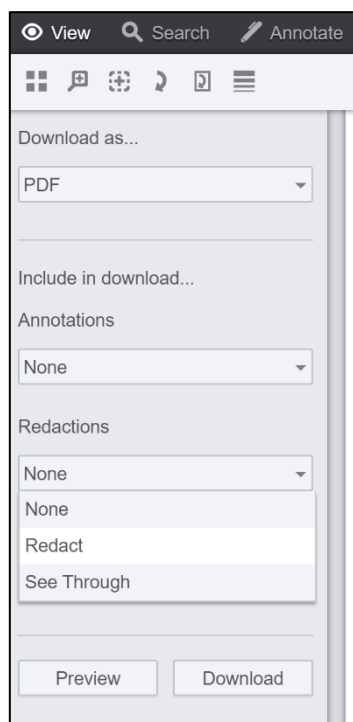 View Search Annotate
Download as...
PDF
Include in download...
Annotations
None
Redactions
None
None
Redact
See Through
Preview Download